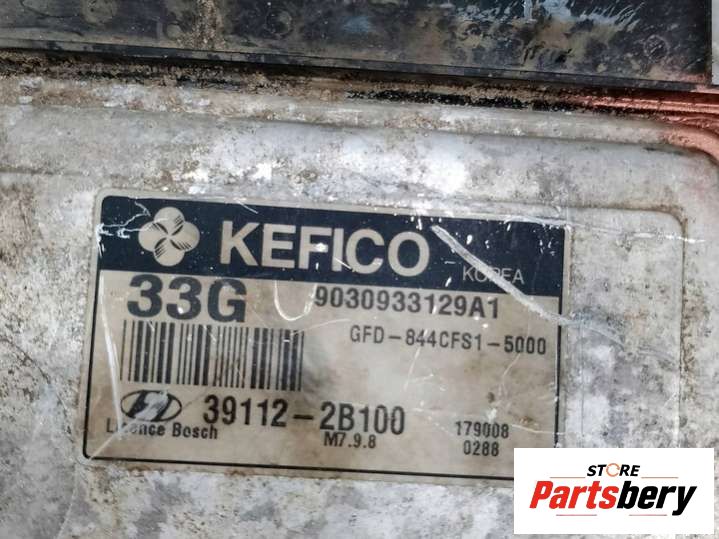 KEFICO
KOREA
33G
9030933129A1
GFD-844CFS1-5000
39112-2B100
Licence Bosch
M7.9.8
179008
0288
STORE
Partsbery